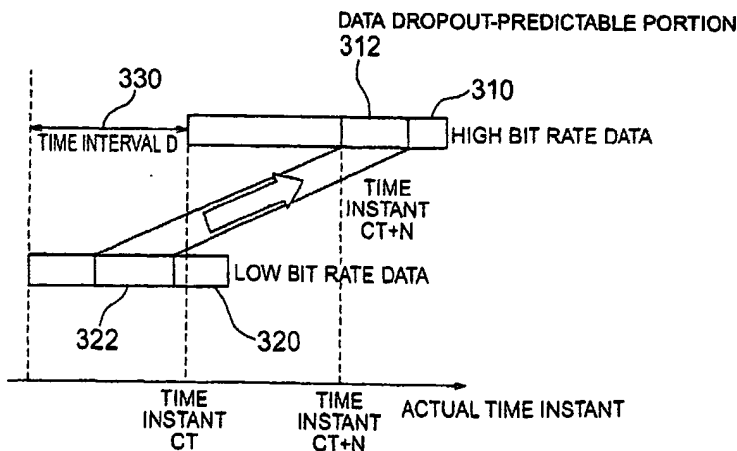 DATA DROPOUT-PREDICTABLE PORTION
312
330
310
TIME INTERVAL D
HIGH BIT RATE DATA
TIME
INSTANT
CT+N
LOW BIT RATE DATA
322
320
TIME
INSTANT
CT
TIME
INSTANT
CT+N
ACTUAL TIME INSTANT